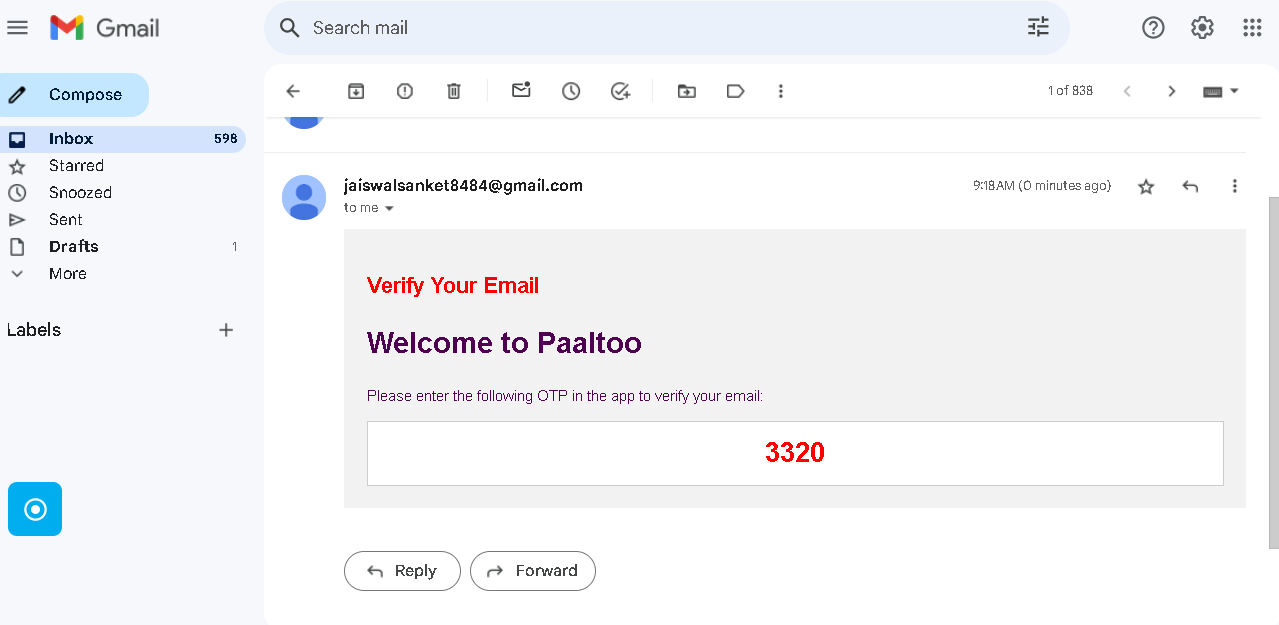 Gmail
Search mail
Compose
1 of 838
Inbox 598
Starred
Snoozed
Sent
Drafts 1
More
Labels
jaiswalsanket8484@gmail.com 9:18 AM (0 minutes ago)
to me
Verify Your Email
Welcome to Paaltoo
Please enter the following OTP in the app to verify your email:
3320
Reply Forward